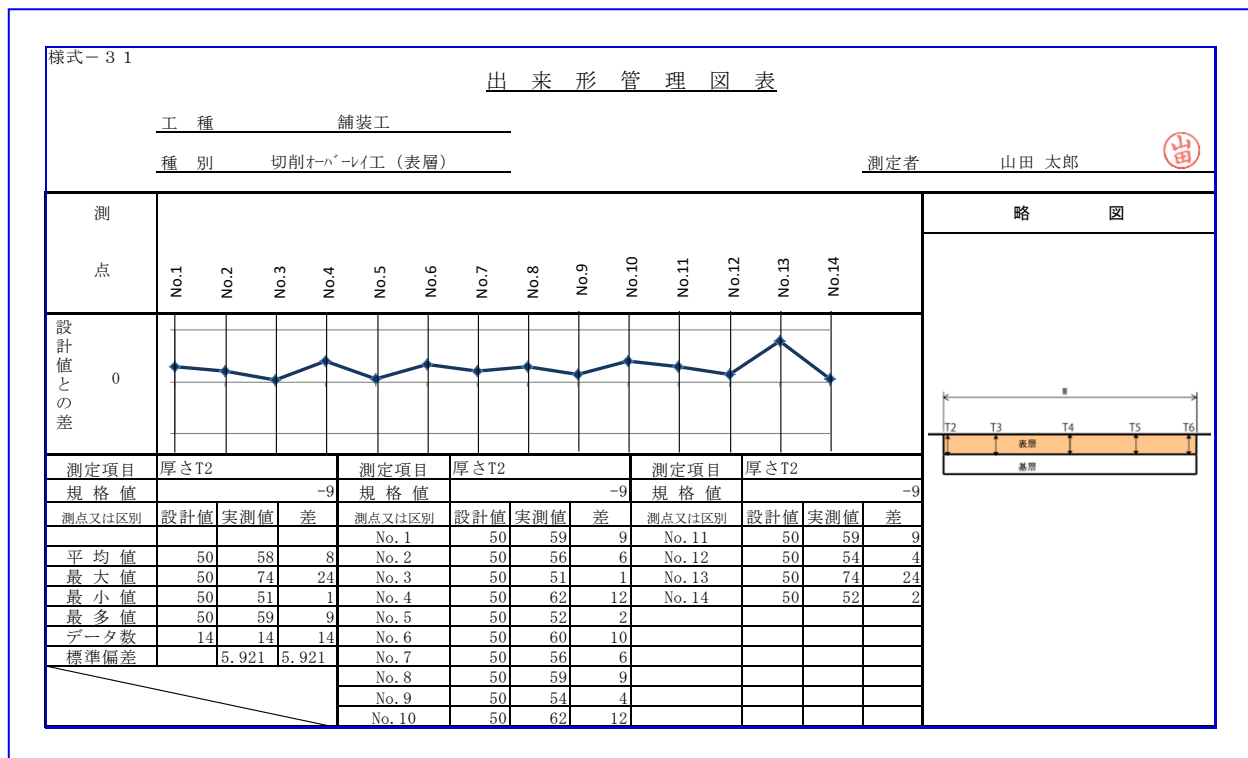 様式－３１
出来形管理図表
工種 舗装工
種別 切削ｵｰﾊﾞｰﾚｲ工（表層）
測定者 山田 太郎
山田
測点
No.1 No.2 No.3 No.4 No.5 No.6 No.7 No.8 No.9 No.10 No.11 No.12 No.13 No.14
略図
設計値との差
0
W
T2 T3 T4 T5 T6
表層
基層
測定項目 厚さT2 測定項目 厚さT2 測定項目 厚さT2
規格値 -9 規格値 -9 規格値 -9
測点又は区別 設計値 実測値 差 測点又は区別 設計値 実測値 差 測点又は区別 設計値 実測値 差
No.1 50 59 9 No.11 50 59 9
平均値 50 58 8 No.2 50 56 6 No.12 50 54 4
最大値 50 74 24 No.3 50 51 1 No.13 50 74 24
最小値 50 51 1 No.4 50 62 12 No.14 50 52 2
最多値 50 59 9 No.5 50 52 2
データ数 14 14 14 No.6 50 60 10
標準偏差 5.921 5.921 No.7 50 56 6
No.8 50 59 9
No.9 50 54 4
No.10 50 62 12